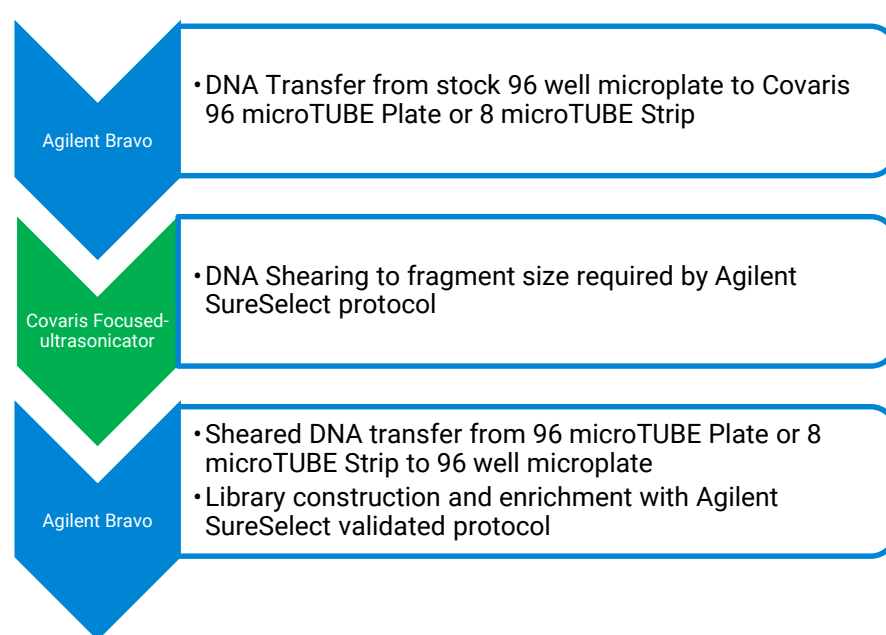 Agilent Bravo
•DNA Transfer from stock 96 well microplate to Covaris
96 microTUBE Plate or 8 microTUBE Strip
Covaris Focused-
ultrasonicator
•DNA Shearing to fragment size required by Agilent
SureSelect protocol
Agilent Bravo
•Sheared DNA transfer from 96 microTUBE Plate or 8
microTUBE Strip to 96 well microplate
•Library construction and enrichment with Agilent
SureSelect validated protocol